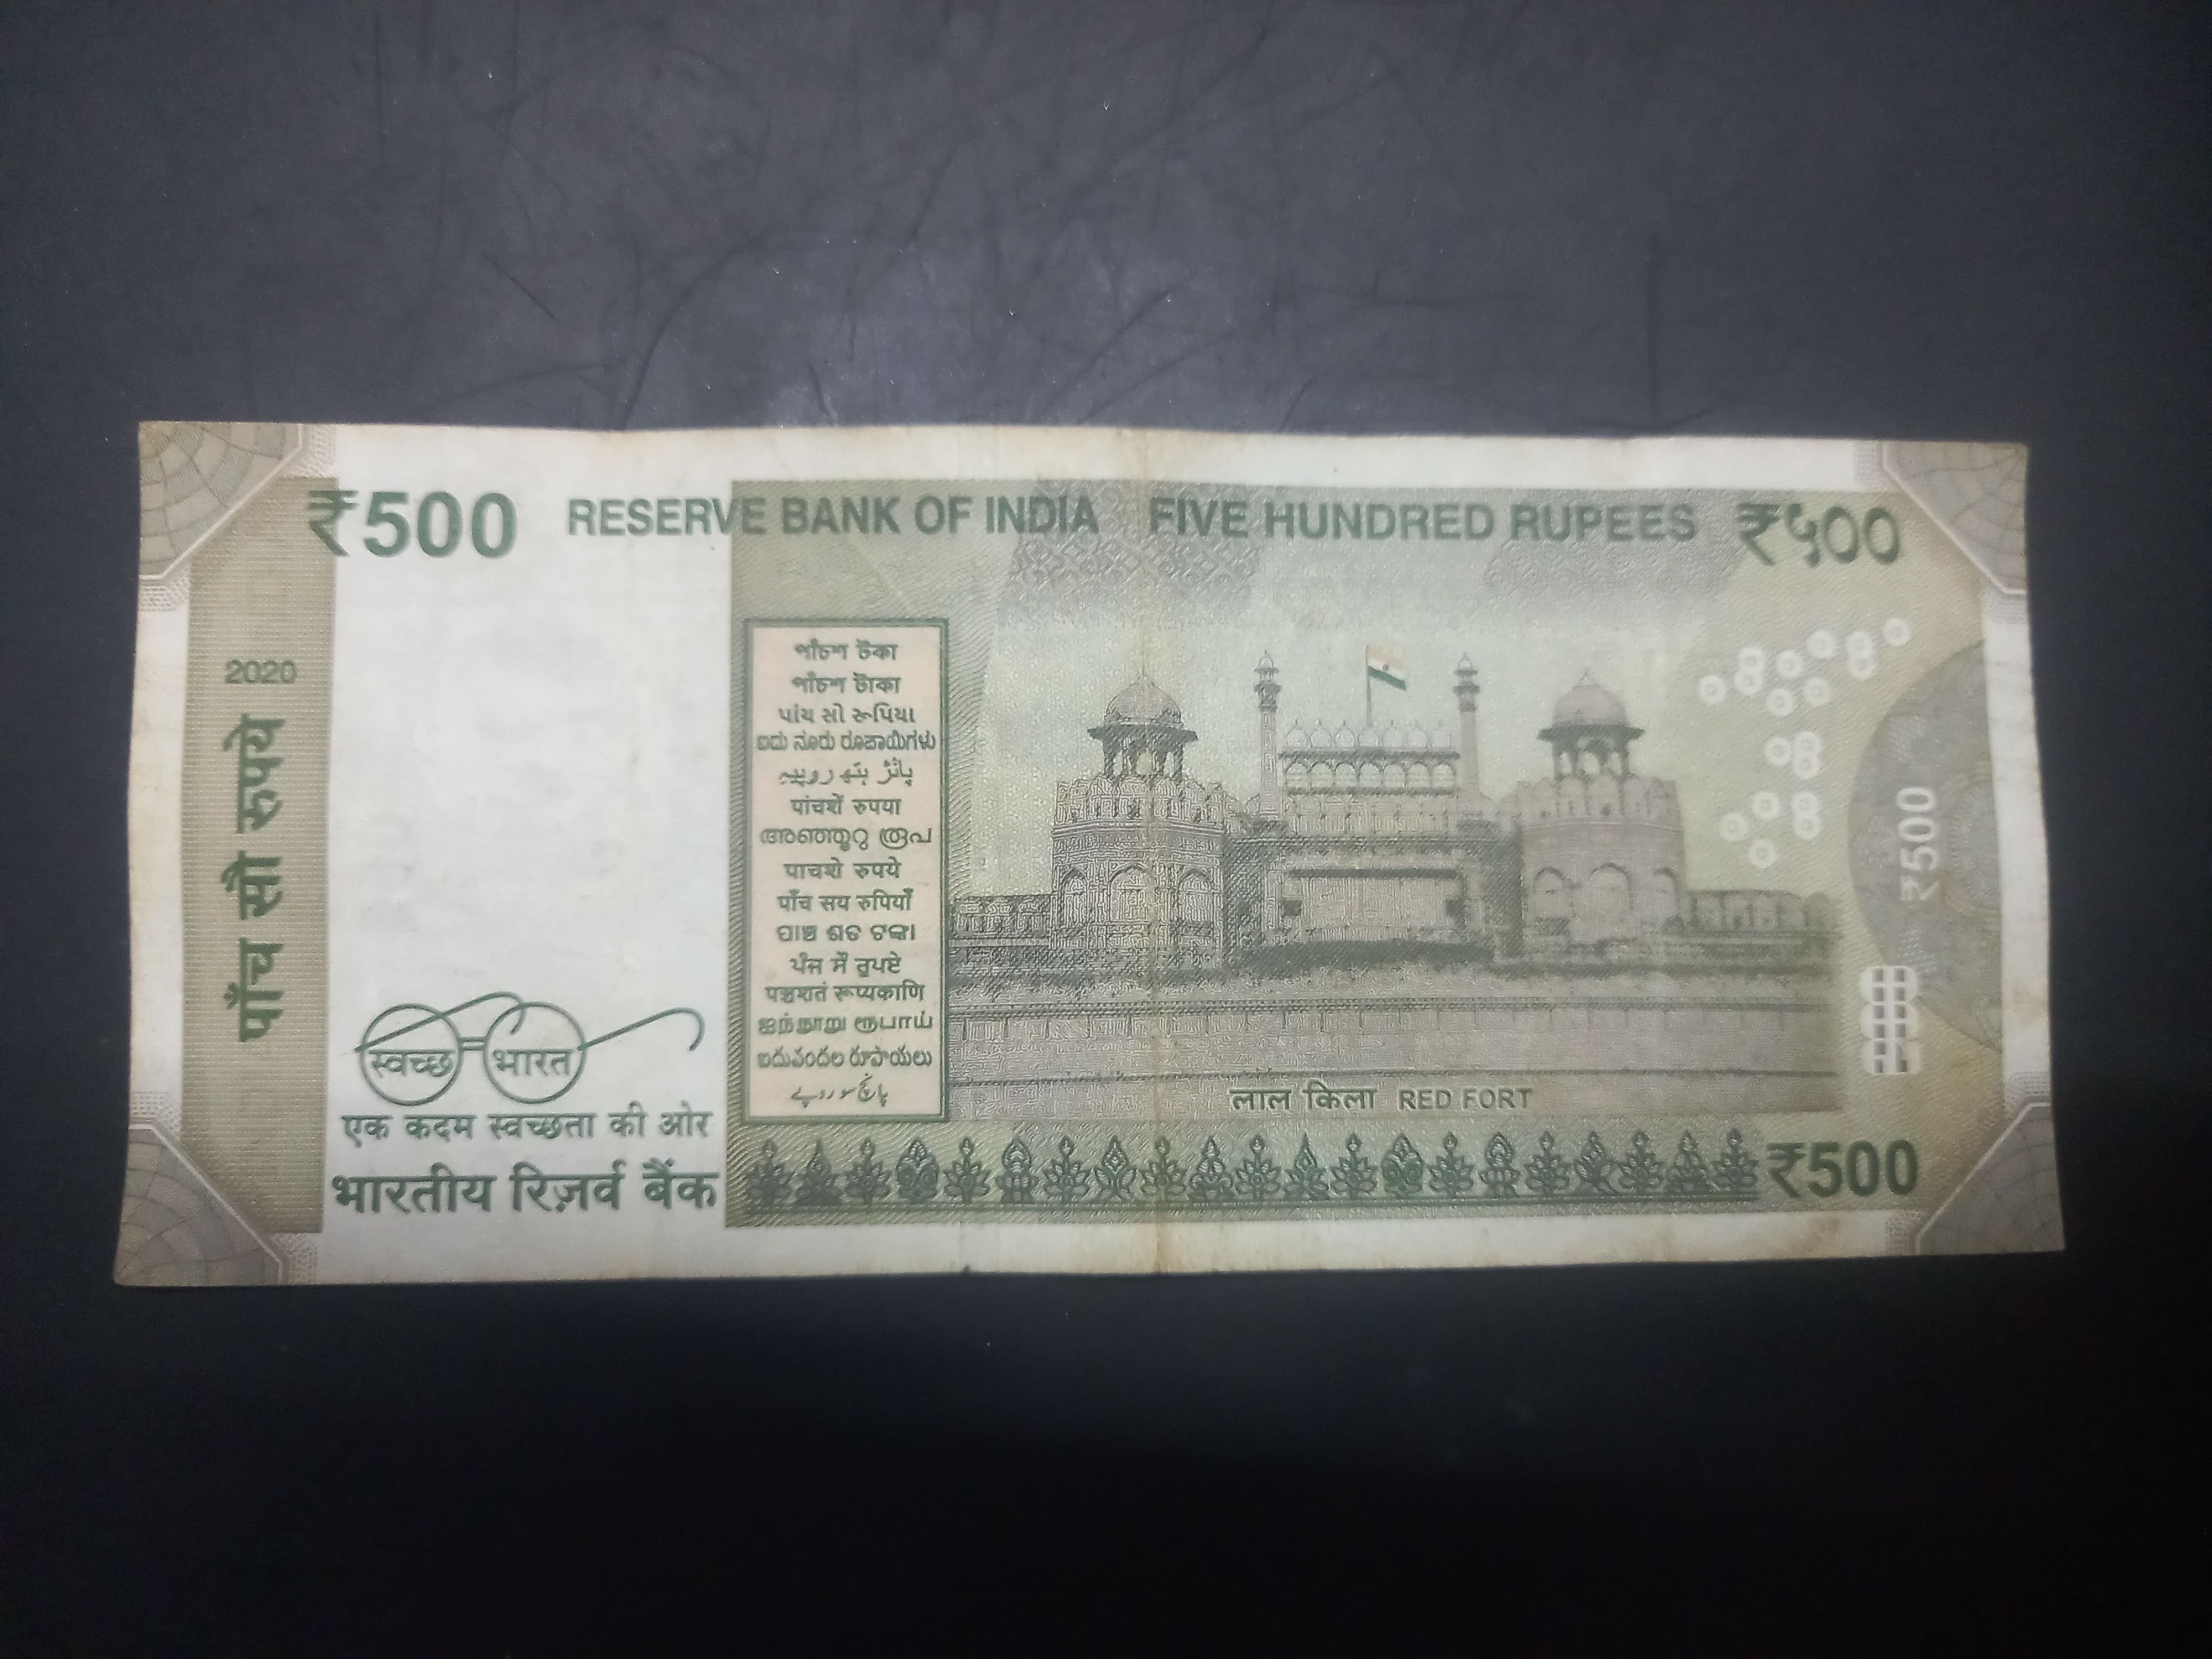 ₹500 RESERVE BANK OF INDIA FIVE HUNDRED RUPEES ₹५००
2020
पाँच सौ रुपये
পাঁচশ টকা
পাঁচশ টাকা
પાંચ સો રૂપિયા
ಐದು ನೂರು ರೂಪಾಯಿಗಳು
پانژ ہتھ روپیہ
पांचशें रुपया
അഞ്ഞൂറു രൂപ
पाचशे रुपये
पाँच सय रुपियाँ
ପାଞ୍ଚ ଶତ ଟଙ୍କା
ਪੰਜ ਸੌ ਰੁਪਏ
पञ्चशतं रूप्यकाणि
ஐந்நூறு ரூபாய்
ఐదువందల రూపాయలు
پانچ سو روپے
₹500
स्वच्छ भारत
एक कदम स्वच्छता की ओर
भारतीय रिज़र्व बैंक
लाल किला RED FORT
₹500